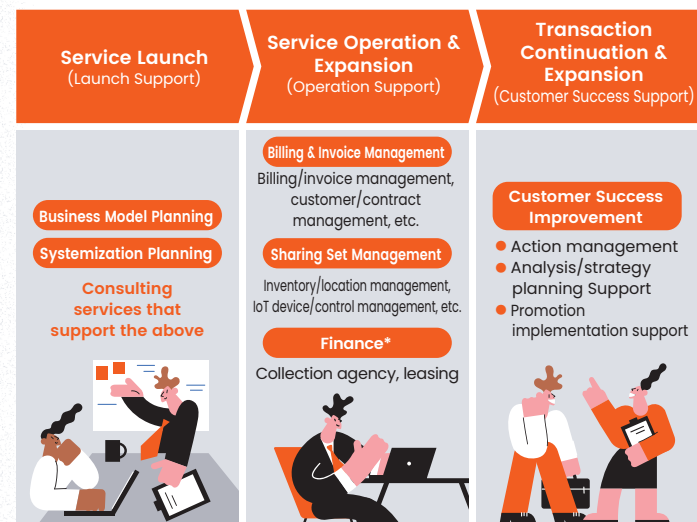 Service Launch
(Launch Support)
Service Operation &
Expansion
(Operation Support)
Transaction
Continuation &
Expansion
(Customer Success Support)
Business Model Planning
Systemization Planning
Consulting
services that
support the above
Billing & Invoice Management
Billing/invoice management,
customer/contract
management, etc.
Sharing Set Management
Inventory/location management,
IoT device/control management, etc.
Finance*
Collection agency, leasing
Customer Success
Improvement
● Action management
● Analysis/strategy
planning Support
● Promotion
implementation support